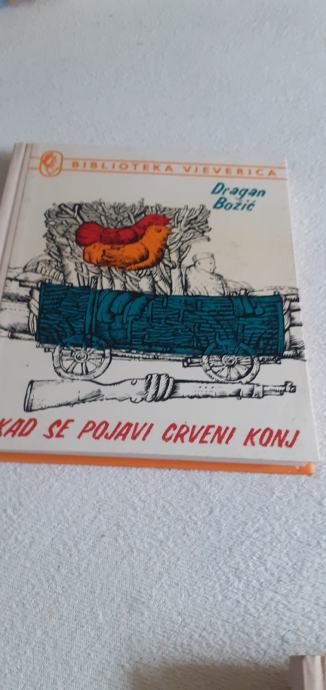 BIBLIOTEKA VJEVERICA
Dragan
Božić
KAD SE POJAVI CRVENI KONJ